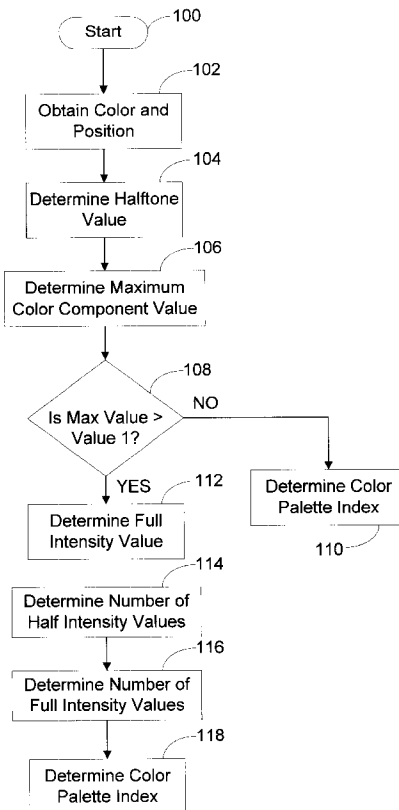 100
Start
102
Obtain Color and
Position
104
Determine Halftone
Value
106
Determine Maximum
Color Component Value
108
Is Max Value >
Value 1?
NO
YES
112
Determine Full
Intensity Value
Determine Color
Palette Index
110
114
Determine Number of
Half Intensity Values
116
Determine Number of
Full Intensity Values
118
Determine Color
Palette Index